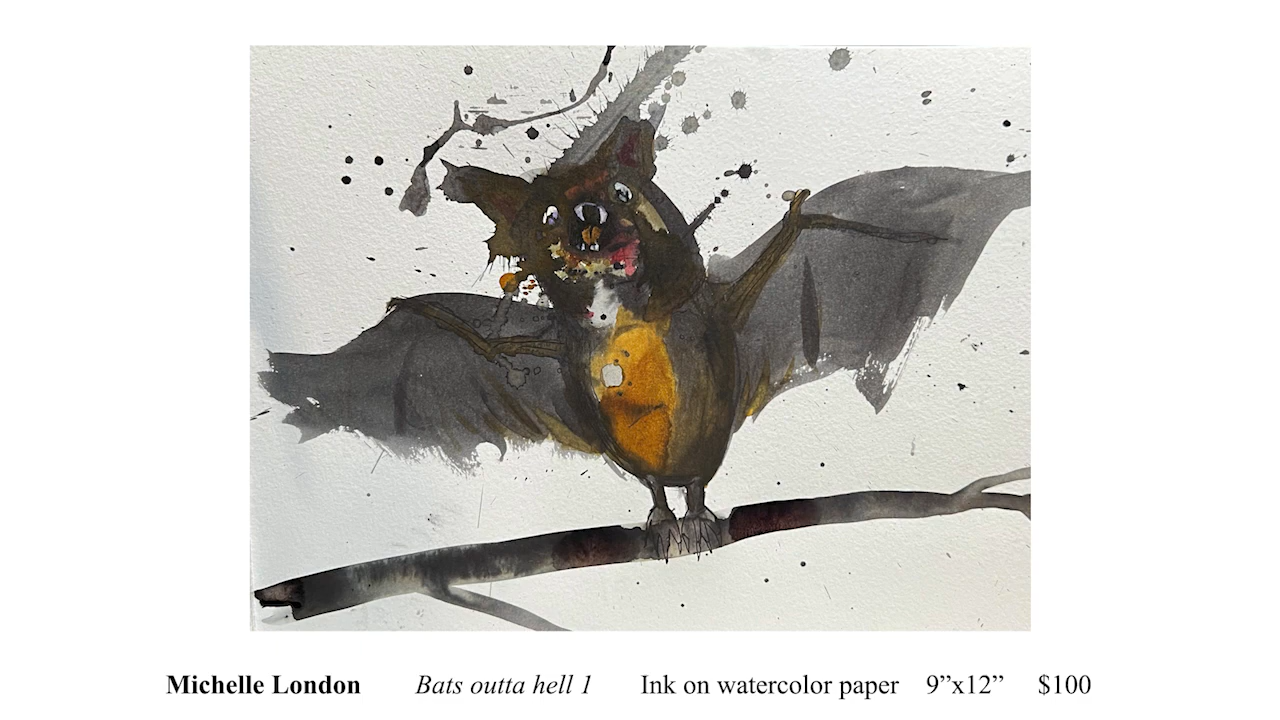 Michelle London Bats outta hell 1 Ink on watercolor paper 9”x12” $100